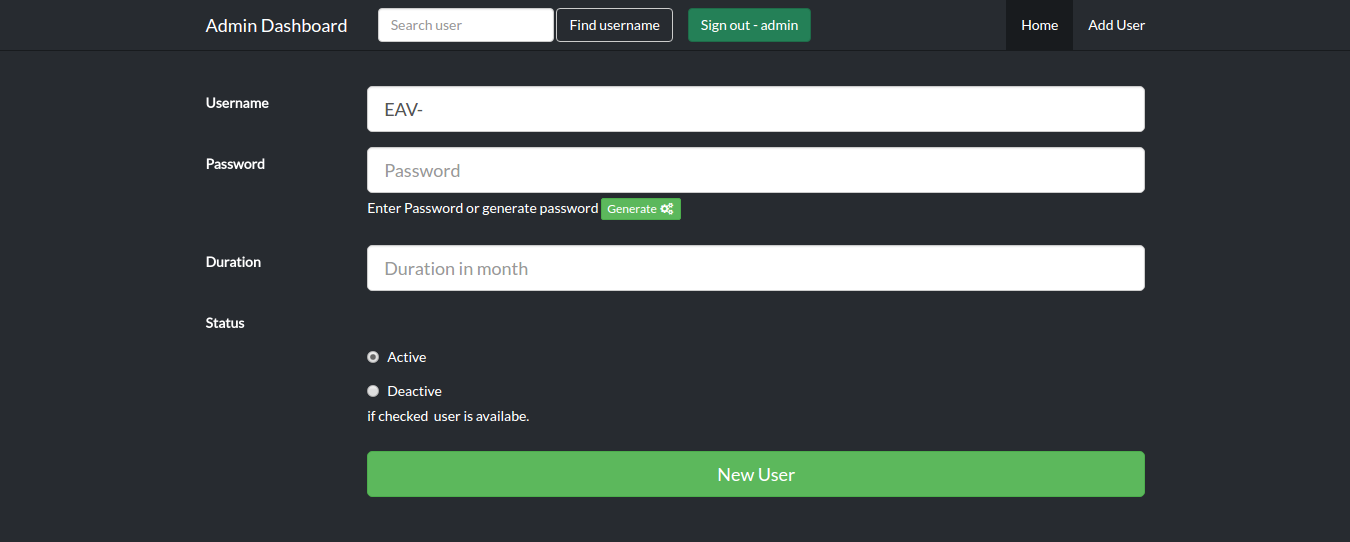 Admin Dashboard Search user Find username Sign out - admin Home Add User
Username EAV-
Password Password
Enter Password or generate password Generate
Duration Duration in month
Status
Active
Deactive
if checked user is availabe.
New User